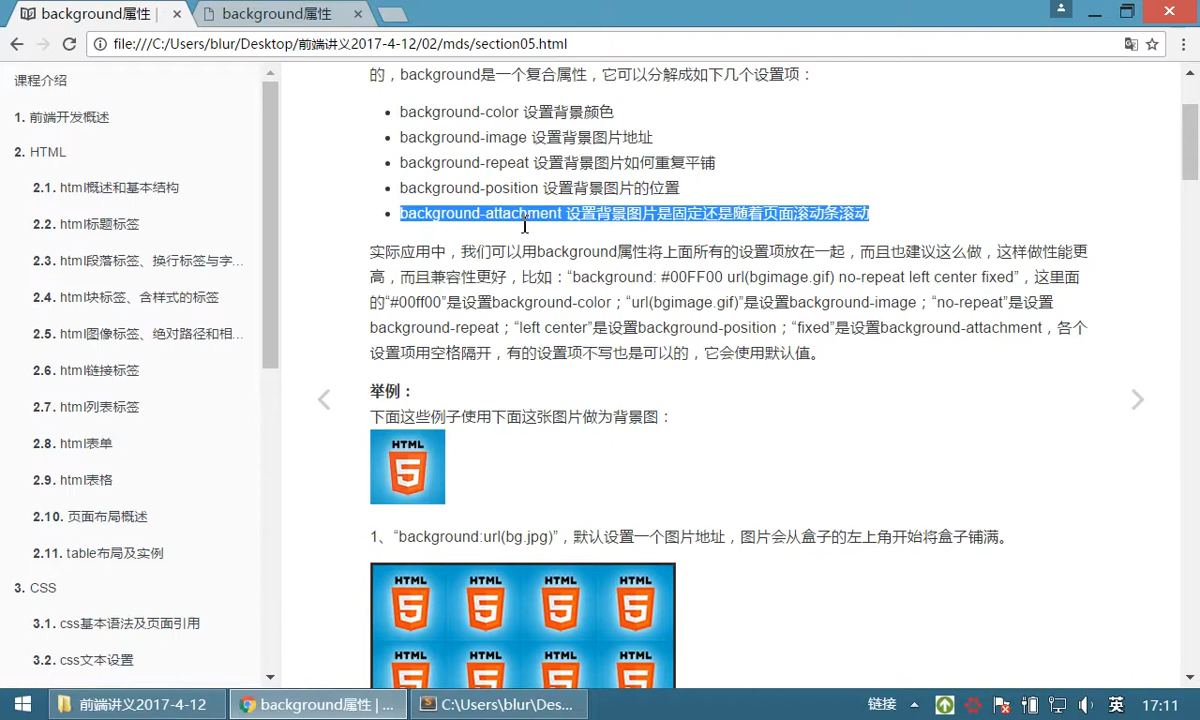 background属性 |
background属性
file:///C:/Users/blur/Desktop/前端讲义2017-4-12/02/mds/section05.html
课程介绍
1. 前端开发概述
2. HTML
2.1. html概述和基本结构
2.2. html标题标签
2.3. html段落标签、换行标签与字...
2.4. html块标签、含样式的标签
2.5. html图像标签、绝对路径和相...
2.6. html链接标签
2.7. html列表标签
2.8. html表单
2.9. html表格
2.10. 页面布局概述
2.11. table布局及实例
3. CSS
3.1. css基本语法及页面引用
3.2. css文本设置
的，background是一个复合属性，它可以分解成如下几个设置项：
• background-color 设置背景颜色
• background-image 设置背景图片地址
• background-repeat 设置背景图片如何重复平铺
• background-position 设置背景图片的位置
• background-attachment 设置背景图片是固定还是随着页面滚动条滚动
实际应用中，我们可以用background属性将上面所有的设置项放在一起，而且也建议这么做，这样做性能更
高，而且兼容性更好，比如：“background: #00FF00 url(bgimage.gif) no-repeat left center fixed”，这里面
的“#00ff00”是设置background-color；“url(bgimage.gif)”是设置background-image；“no-repeat”是设置
background-repeat；“left center”是设置background-position；“fixed”是设置background-attachment，各个
设置项用空格隔开，有的设置项不写也是可以的，它会使用默认值。
举例：
下面这些例子使用下面这张图片做为背景图：
HTML
5
1、“background:url(bg.jpg)”，默认设置一个图片地址，图片会从盒子的左上角开始将盒子铺满。
HTML HTML HTML HTML
5 5 5 5
HTML HTML HTML HTML
前端讲义2017-4-12
background属性 | ...
C:\Users\blur\Des...
链接
英
17:11